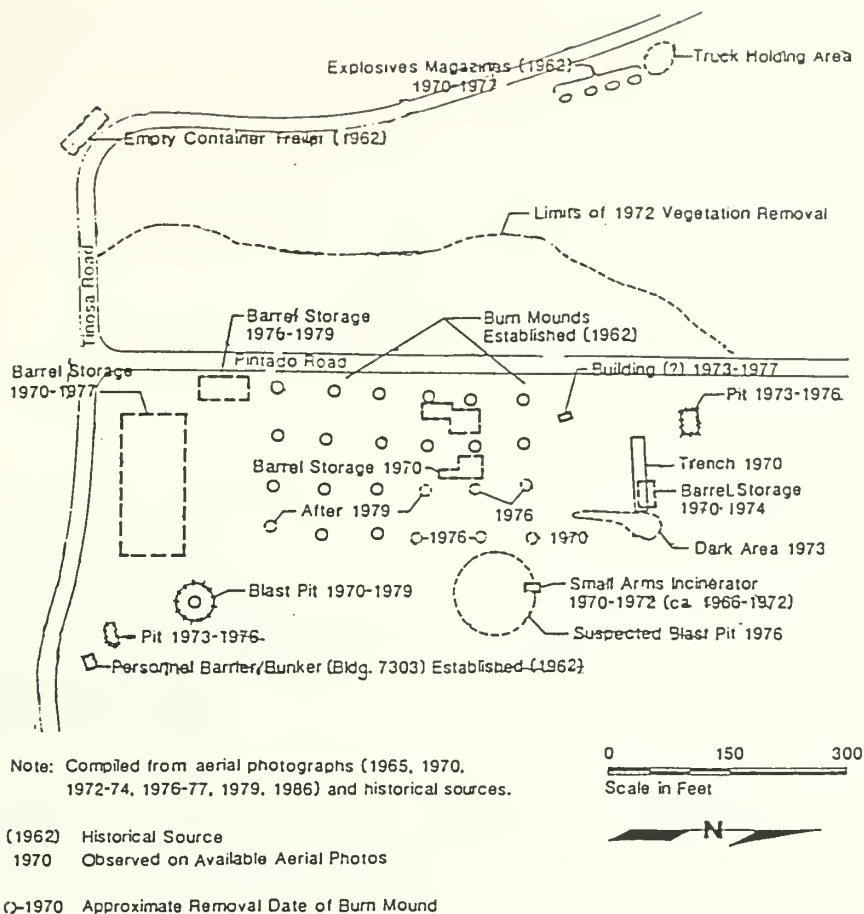 Explosives Magazines (1962)
1970-1977
Truck Holding Area
Empty Container Trailer (1962)
Limits of 1972 Vegetation Removal
Tinosa Road
Barrel Storage
1976-1979
Burn Mounds
Established (1962)
Pintado Road
Barrel Storage
1970-1977
Building (?) 1973-1977
Pit 1973-1976
Barrel Storage 1970
Trench 1970
Barrel Storage
1970-1974
After 1979
1976
1976
1970
Dark Area 1973
Blast Pit 1970-1979
Small Arms Incinerator
1970-1972 (ca. 1966-1972)
Pit 1973-1976
Suspected Blast Pit 1976
Personnel Barrier/Bunker (Bldg. 7303) Established (1962)
Note: Compiled from aerial photographs (1965, 1970,
1972-74, 1976-77, 1979, 1986) and historical sources.
0 150 300
Scale in Feet
N
(1962) Historical Source
1970 Observed on Available Aerial Photos
-1970 Approximate Removal Date of Burn Mound